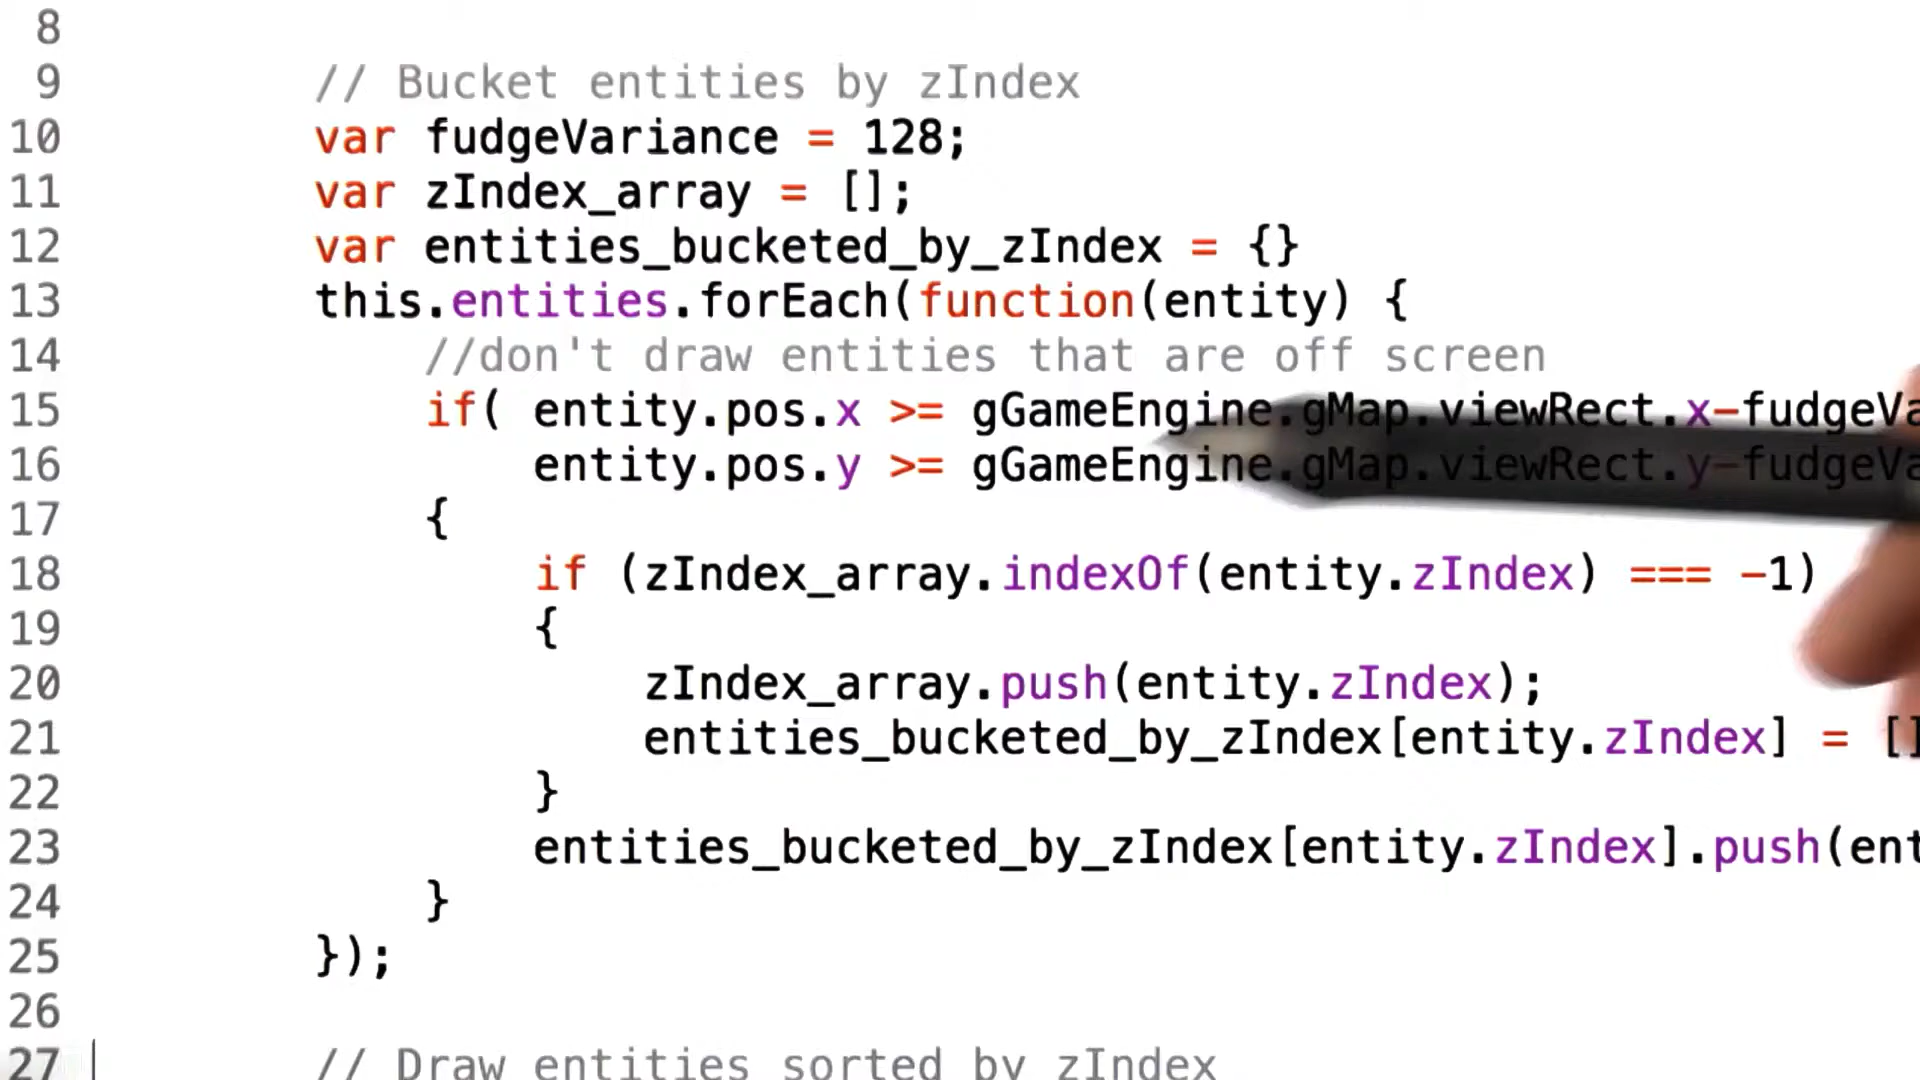 8
9 // Bucket entities by zIndex
10 var fudgeVariance = 128;
11 var zIndex_array = [];
12 var entities_bucketed_by_zIndex = {}
13 this.entities.forEach(function(entity) {
14 //don't draw entities that are off screen
15 if( entity.pos.x >= gGameEngine.gMap.viewRect.x-fudgeVa
16 entity.pos.y >= gGameEngine.gMap.viewRect.y-fudgeVa
17 {
18 if (zIndex_array.indexOf(entity.zIndex) === -1)
19 {
20 zIndex_array.push(entity.zIndex);
21 entities_bucketed_by_zIndex[entity.zIndex] = []
22 }
23 entities_bucketed_by_zIndex[entity.zIndex].push(ent
24 }
25 });
26
27 // Draw entities sorted by zIndex